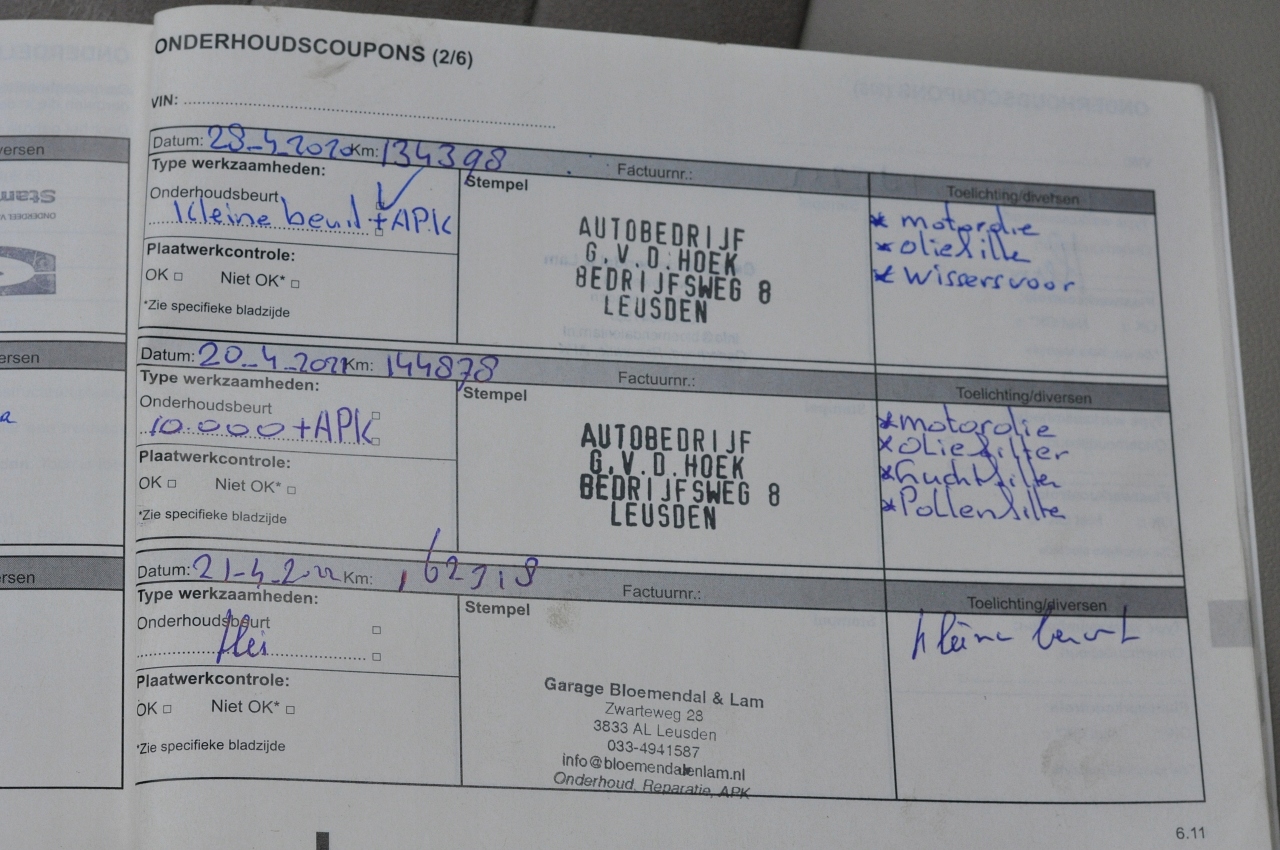 ONDERHOUDSCOUPONS (2/6)
VIN:
Datum: 28-4-2020 Km: 134398 Factuurnr.:
Type werkzaamheden:
Stempel
Toelichting/diversen
Onderhoudsbeurt
Kleine beurt + APK
Plaatwerkcontrole:
OK □ Niet OK* □
*Zie specifieke bladzijde
AUTOBEDRIJF
G.V.D.HOEK
BEDRIJFSWEG 8
LEUSDEN
* motorolie
* oliefilter
* wissers voor
Datum: 20-4-2021 Km: 144878 Factuurnr.:
Type werkzaamheden:
Stempel
Toelichting/diversen
Onderhoudsbeurt
10.000 + APK
Plaatwerkcontrole:
OK □ Niet OK* □
*Zie specifieke bladzijde
AUTOBEDRIJF
G.V.D.HOEK
BEDRIJFSWEG 8
LEUSDEN
* motorolie
* oliefilter
* Luchtfilter
* Pollenfilter
Datum: 21-4-2022 Km: Factuurnr.:
Type werkzaamheden:
Stempel
Toelichting/diversen
Onderhoudsbeurt
Plaatwerkcontrole:
OK □ Niet OK* □
*Zie specifieke bladzijde
Garage Bloemendal & Lam
Zwarteweg 28
3833 AL Leusden
033-4941587
info@bloemendalenlam.nl
Onderhoud, Reparatie, APK
kleine beurt
6.11